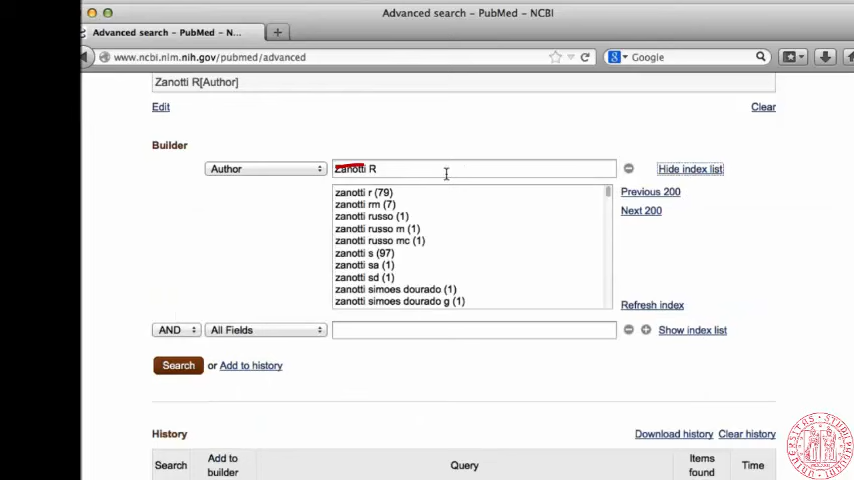 Advanced search - PubMed - NCBI
Advanced search - PubMed - N...
www.ncbi.nlm.nih.gov/pubmed/advanced
Google
Zanotti R[Author]
Edit
Clear
Builder
Author
Zanotti R
Hide index list
zanotti r (79)
Previous 200
zanotti rm (7)
Next 200
zanotti russo (1)
zanotti russo m (1)
zanotti russo mc (1)
zanotti s (97)
zanotti sa (1)
zanotti sd (1)
zanotti simoes dourado (1)
zanotti simoes dourado g (1)
Refresh index
AND
All Fields
Show index list
Search or Add to history
History
Download history Clear history
Search
Add to builder
Query
Items found
Time